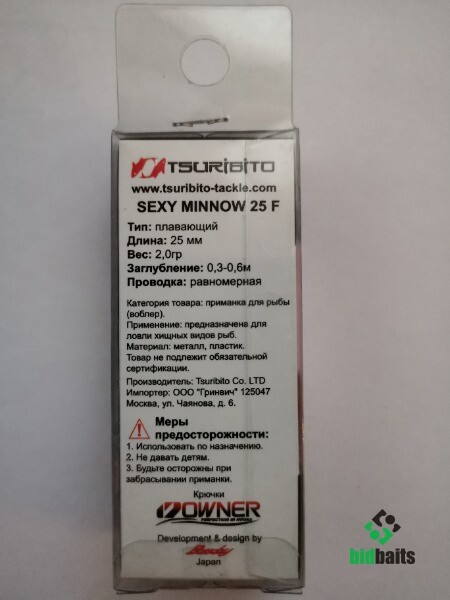 TSURIBITO
www.tsuribito-tackle.com
SEXY MINNOW 25 F
Тип: плавающий
Длина: 25 мм
Вес: 2,0гр
Заглубление: 0,3-0,6м
Проводка: равномерная
Категория товара: приманка для рыбы
(воблер).
Применение: предназначена для
ловли хищных видов рыб.
Материал: металл, пластик.
Товар не подлежит обязательной
сертификации.
Производитель: Tsuribito Co. LTD
Импортер: ООО "Гринвич" 125047
Москва, ул. Чаянова, д. 6.
Меры
предосторожности:
1. Использовать по назначению.
2. Не давать детям.
3. Будьте осторожны при
забрасывании приманки.
Крючки
OWNER
Development & design by
Japan
bidbaits